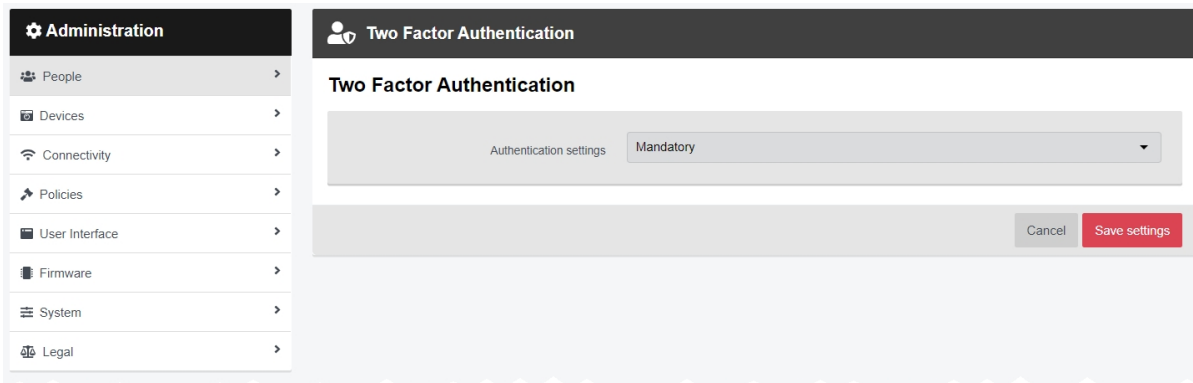 Administration
People
Devices
Connectivity
Policies
User Interface
Firmware
System
Legal
Two Factor Authentication
Two Factor Authentication
Authentication settings
Mandatory
Cancel
Save settings